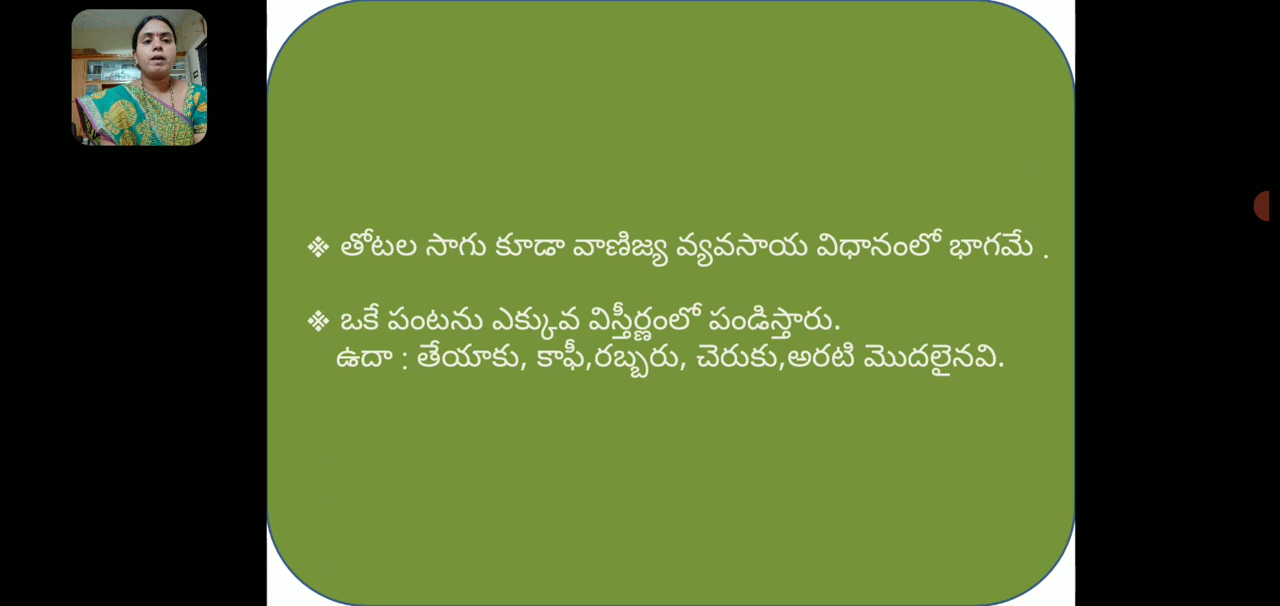 ❖ తోటల సాగు కూడా వాణిజ్య వ్యవసాయ విధానంలో భాగమే .
❖ ఒకే పంటను ఎక్కువ విస్తీర్ణంలో పండిస్తారు.
ఉదా : తేయాకు, కాఫీ,రబ్బరు, చెరుకు,అరటి మొదలైనవి.